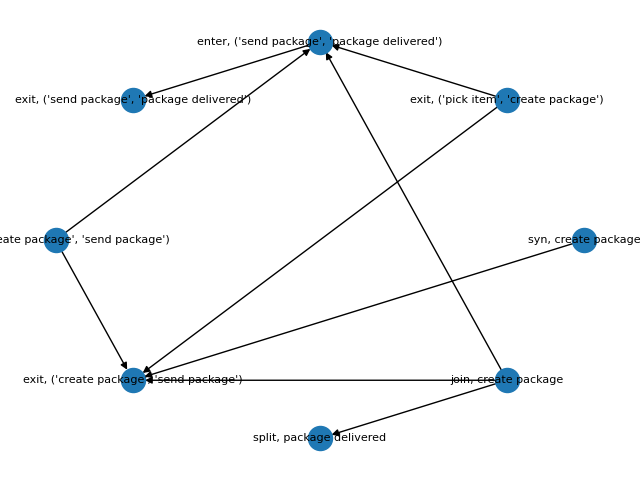 enter, ('send package', 'package delivered')
exit, ('send package', 'package delivered')
exit, ('pick item', 'create package')
package', 'send package')
syn, create package
exit, ('create package', 'send package')
join, create package
split, package delivered